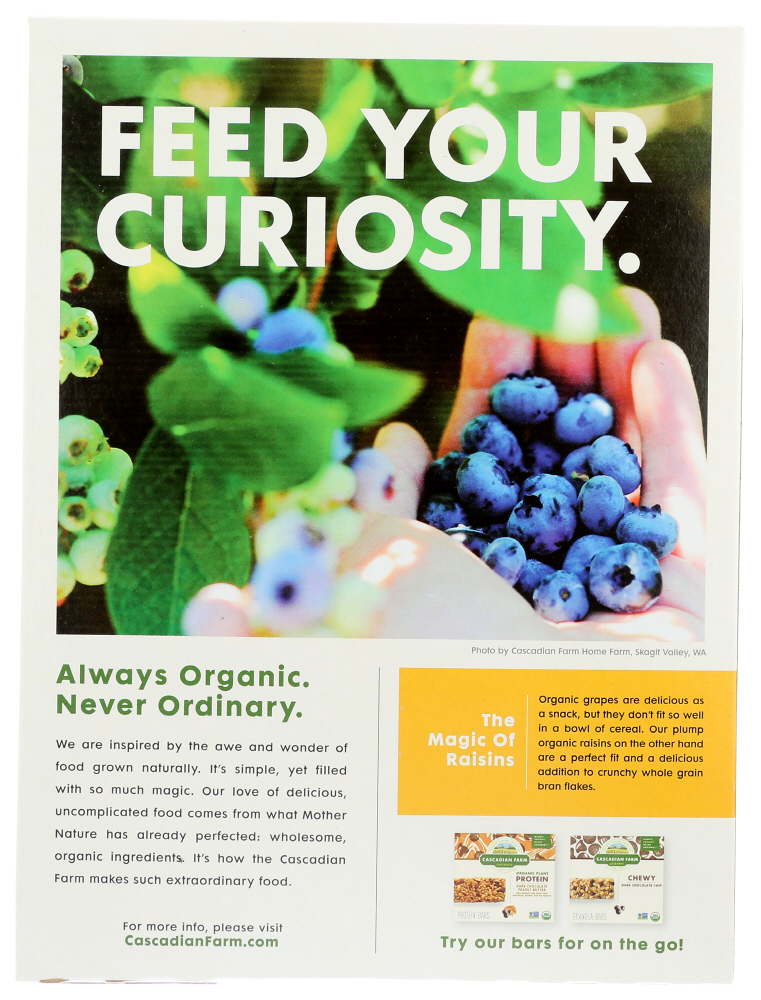 FEED YOUR
CURIOSITY.
Photo by Cascadian Farm Home Farm, Skagit Valley, WA
Always Organic.
Never Ordinary.
We are inspired by the awe and wonder of
food grown naturally. It's simple, yet filled
with so much magic. Our love of delicious,
uncomplicated food comes from what Mother
Nature has already perfected: wholesome,
organic ingredients. It's how the Cascadian
Farm makes such extraordinary food.
For more info, please visit
CascadianFarm.com
The
Magic Of
Raisins
Organic grapes are delicious as
a snack, but they don't fit so well
in a bowl of cereal. Our plump
organic raisins on the other hand
are a perfect fit and a delicious
addition to crunchy whole grain
bran flakes.
CASCADIAN FARM
ORGANIC
ORGANIC PLANT
PROTEIN
DARK CHOCOLATE
PEANUT BUTTER
PROTEIN BARS
CASCADIAN FARM
ORGANIC
CHEWY
DARK CHOCOLATE CHIP
GRANOLA BARS
Try our bars for on the go!